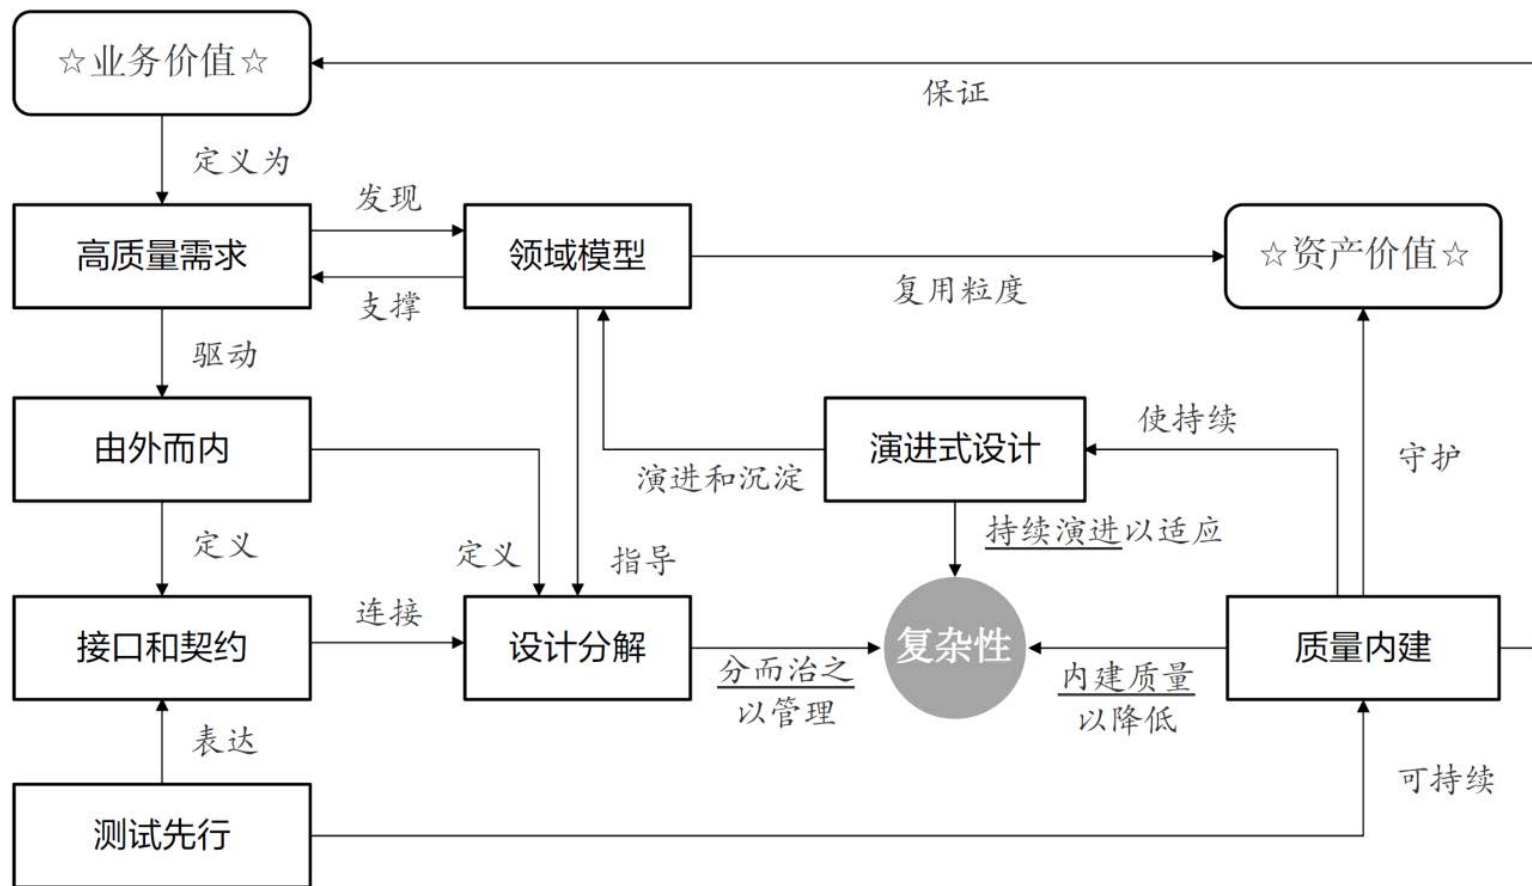 ☆业务价值☆
保证
定义为
发现
高质量需求
领域模型
☆资产价值☆
支撑
复用粒度
驱动
由外而内
演进式设计
使持续
守护
演进和沉淀
定义
定义
指导
持续演进以适应
接口和契约
连接
设计分解
复杂性
质量内建
分而治之
以管理
内建质量
以降低
表达
可持续
测试先行